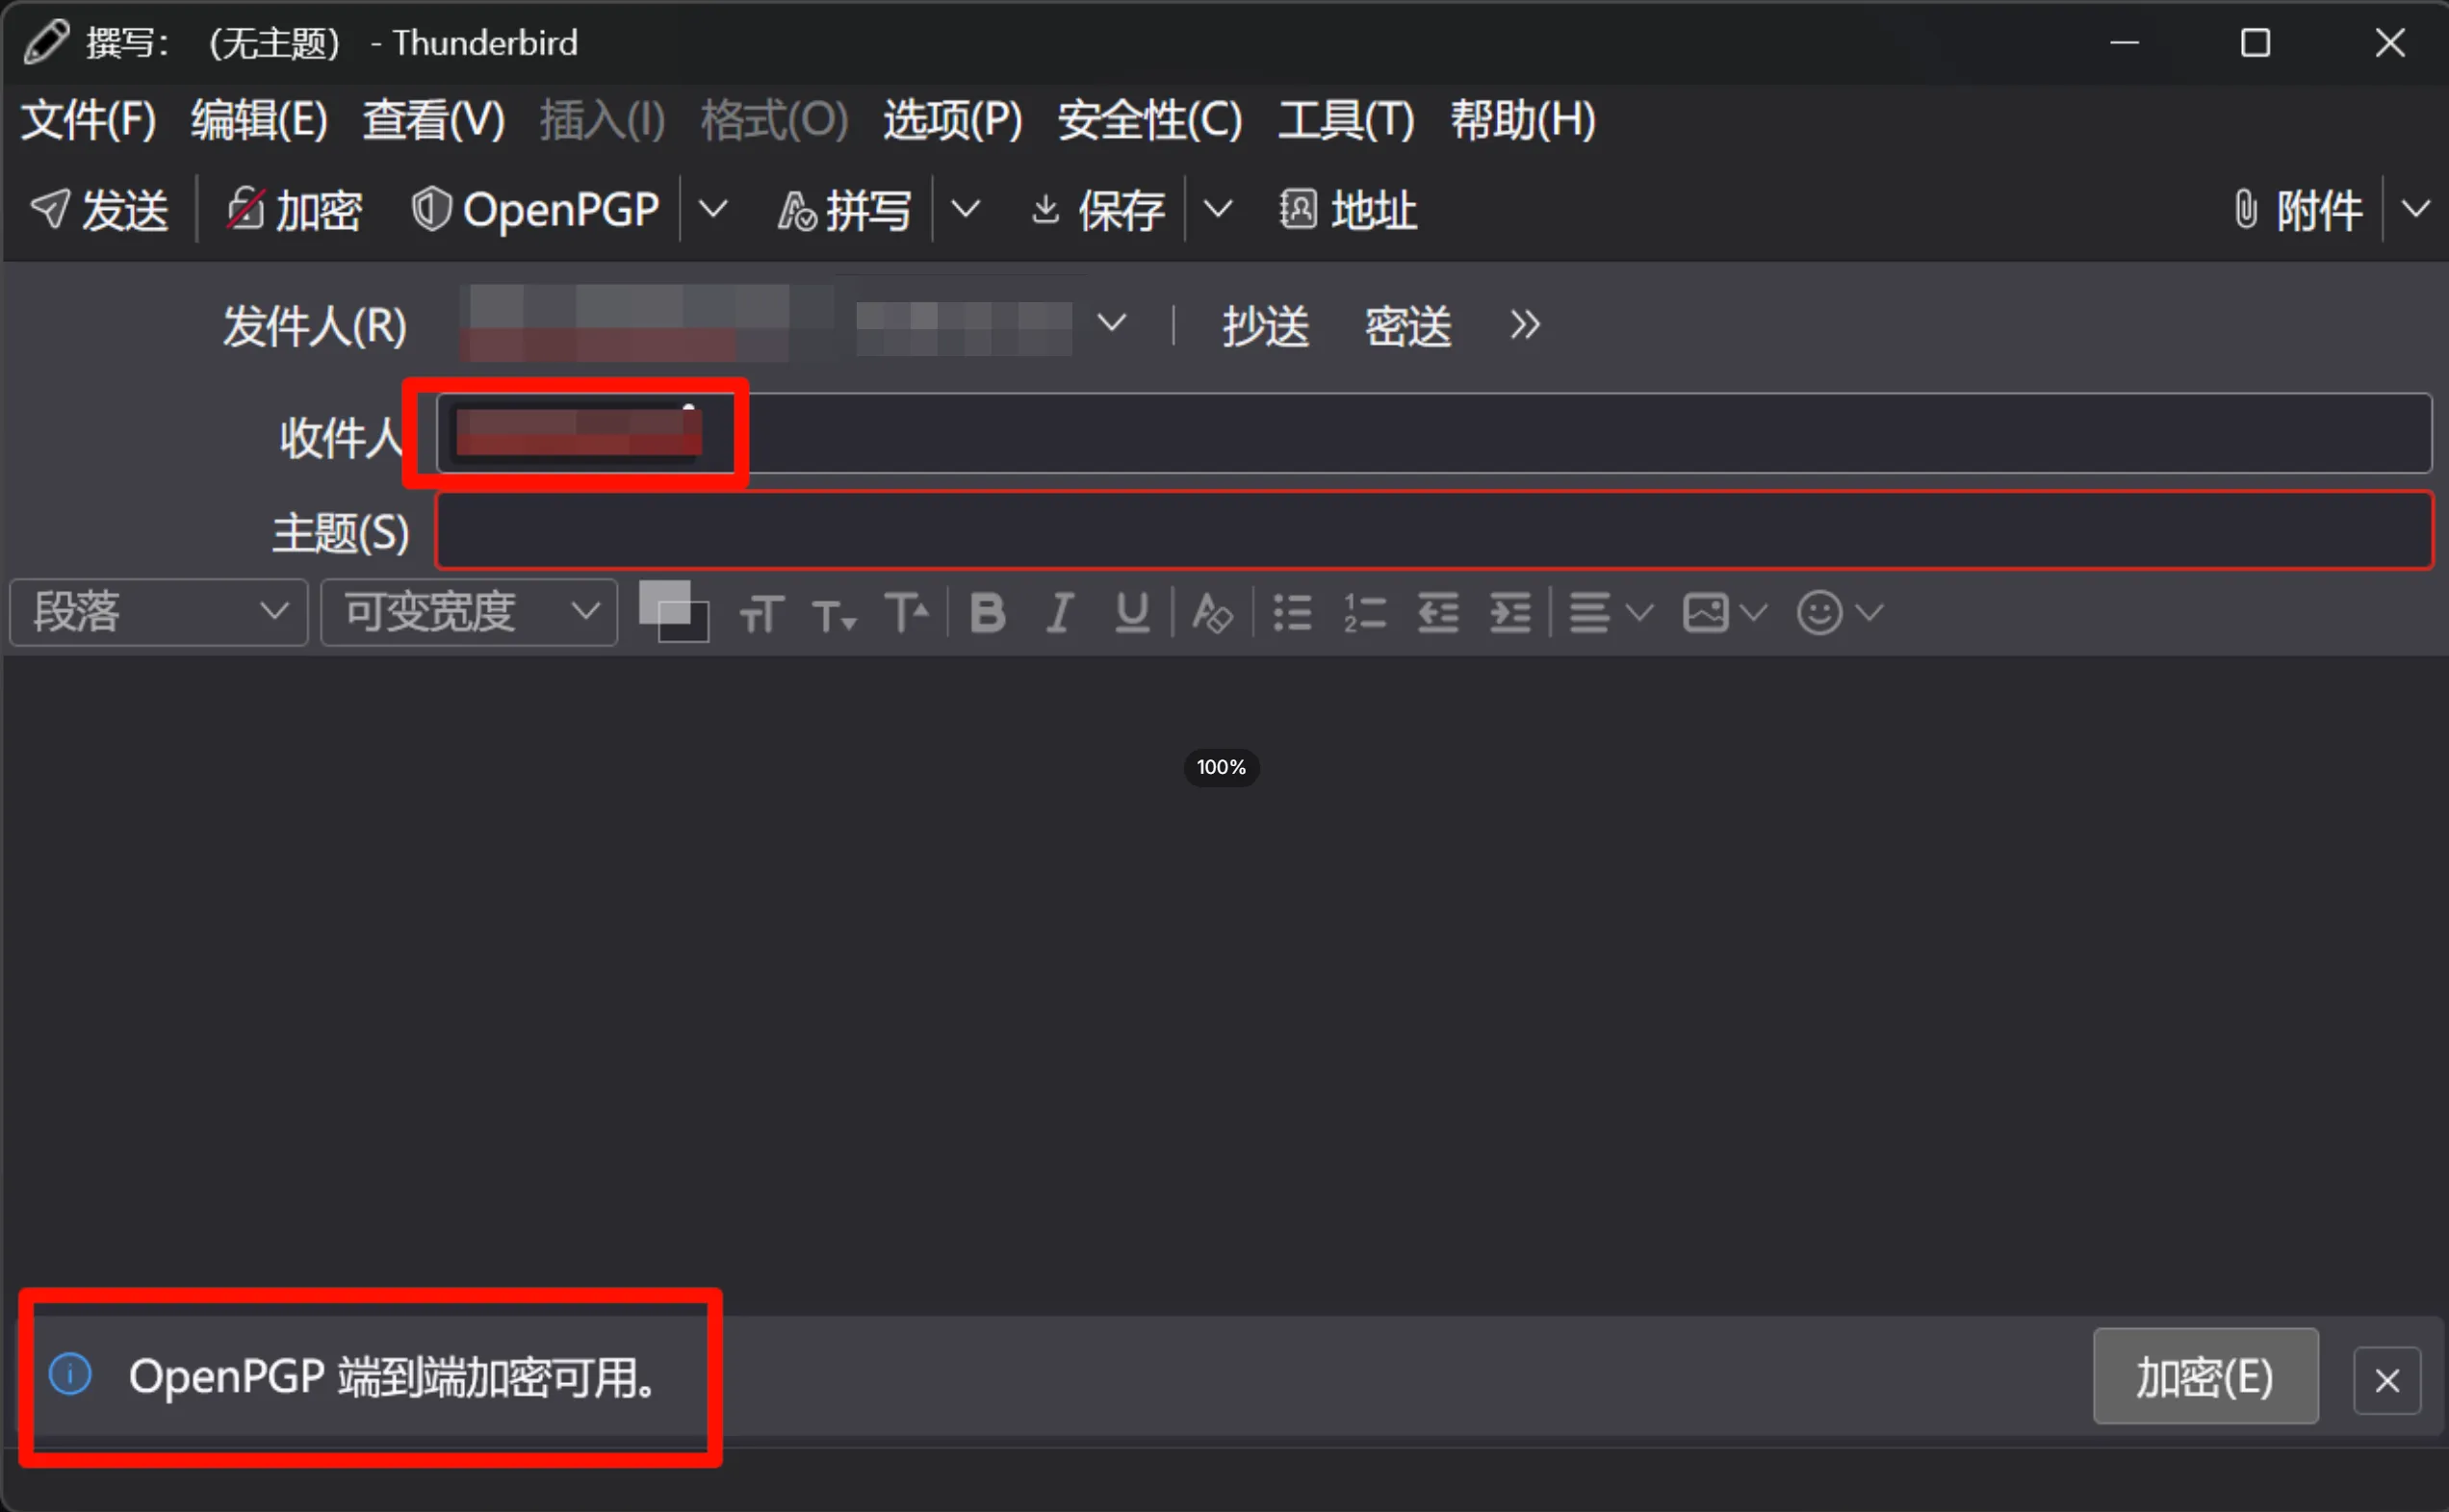 撰写：（无主题） - Thunderbird
文件(F) 编辑(E) 查看(V) 插入(I) 格式(O) 选项(P) 安全性(C) 工具(T) 帮助(H)
发送 加密 OpenPGP 拼写 保存 地址 附件
发件人(R) 抄送 密送
收件人
主题(S)
段落 可变宽度
100%
OpenPGP 端到端加密可用。 加密(E)